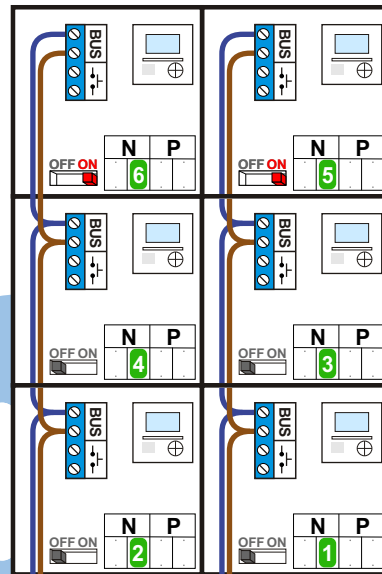 BUS BUS
N P N P
OFF ON 6 OFF ON 5
BUS BUS
N P N P
OFF ON 4 OFF ON 3
BUS BUS
N P N P
OFF ON 2 OFF ON 1